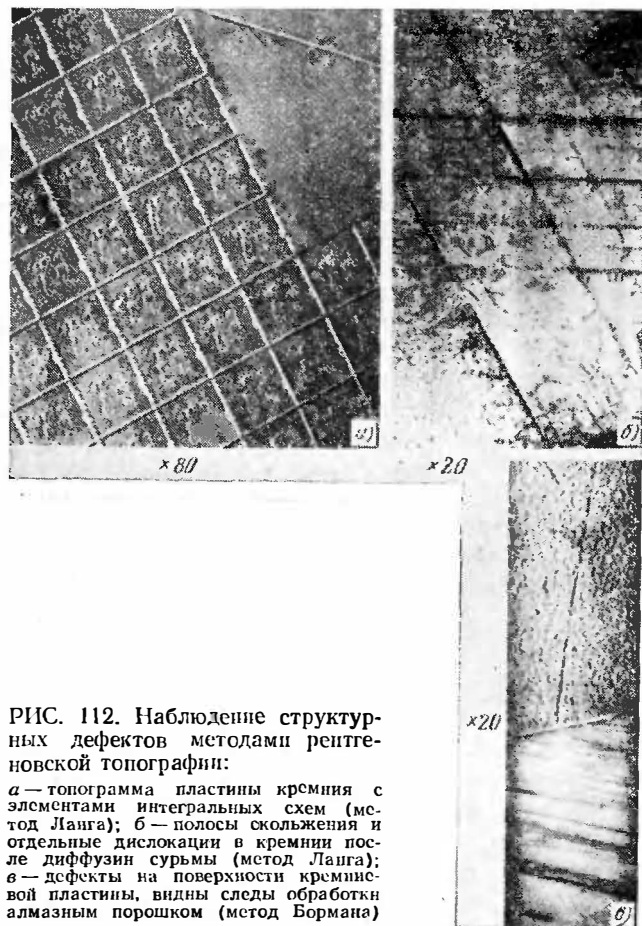 а)
б)
×80
×20
×20
в)
РИС. 112. Наблюдение структур-
ных дефектов методами рентге-
новской топографии:
а — топограмма пластины кремния с
элементами интегральных схем (ме-
тод Ланга); б — полосы скольжения и
отдельные дислокации в кремнии пос-
ле диффузии сурьмы (метод Ланга);
в — дефекты на поверхности кремние-
вой пластины, видны следы обработки
алмазным порошком (метод Бормана)